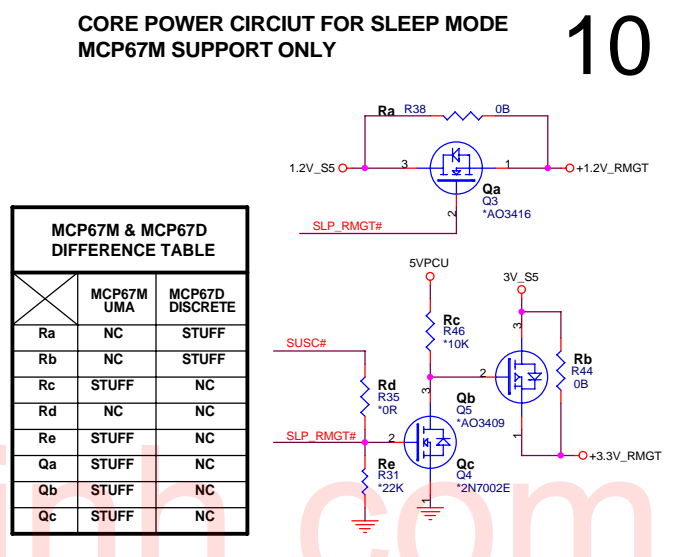 CORE POWER CIRCIUT FOR SLEEP MODE
MCP67M SUPPORT ONLY
10
Ra R38 0B
1.2V_S5 3 1 +1.2V_RMGT
Qa
Q3
*AO3416
2
SLP_RMGT#
MCP67M & MCP67D
DIFFERENCE TABLE
MCP67M UMA MCP67D DISCRETE
Ra NC STUFF
Rb NC STUFF
Rc STUFF NC
Rd NC NC
Re STUFF NC
Qa STUFF NC
Qb STUFF NC
Qc STUFF NC
5VPCU
3V_S5
Rc
R46
*10K
3
SUSC#
2
Rb
R44
0B
Rd
R35
*0R
Qb
Q5
*AO3409
3
SLP_RMGT# 2
1
+3.3V_RMGT
Re
R31
*22K
Qc
Q4
*2N7002E
1
inh.com